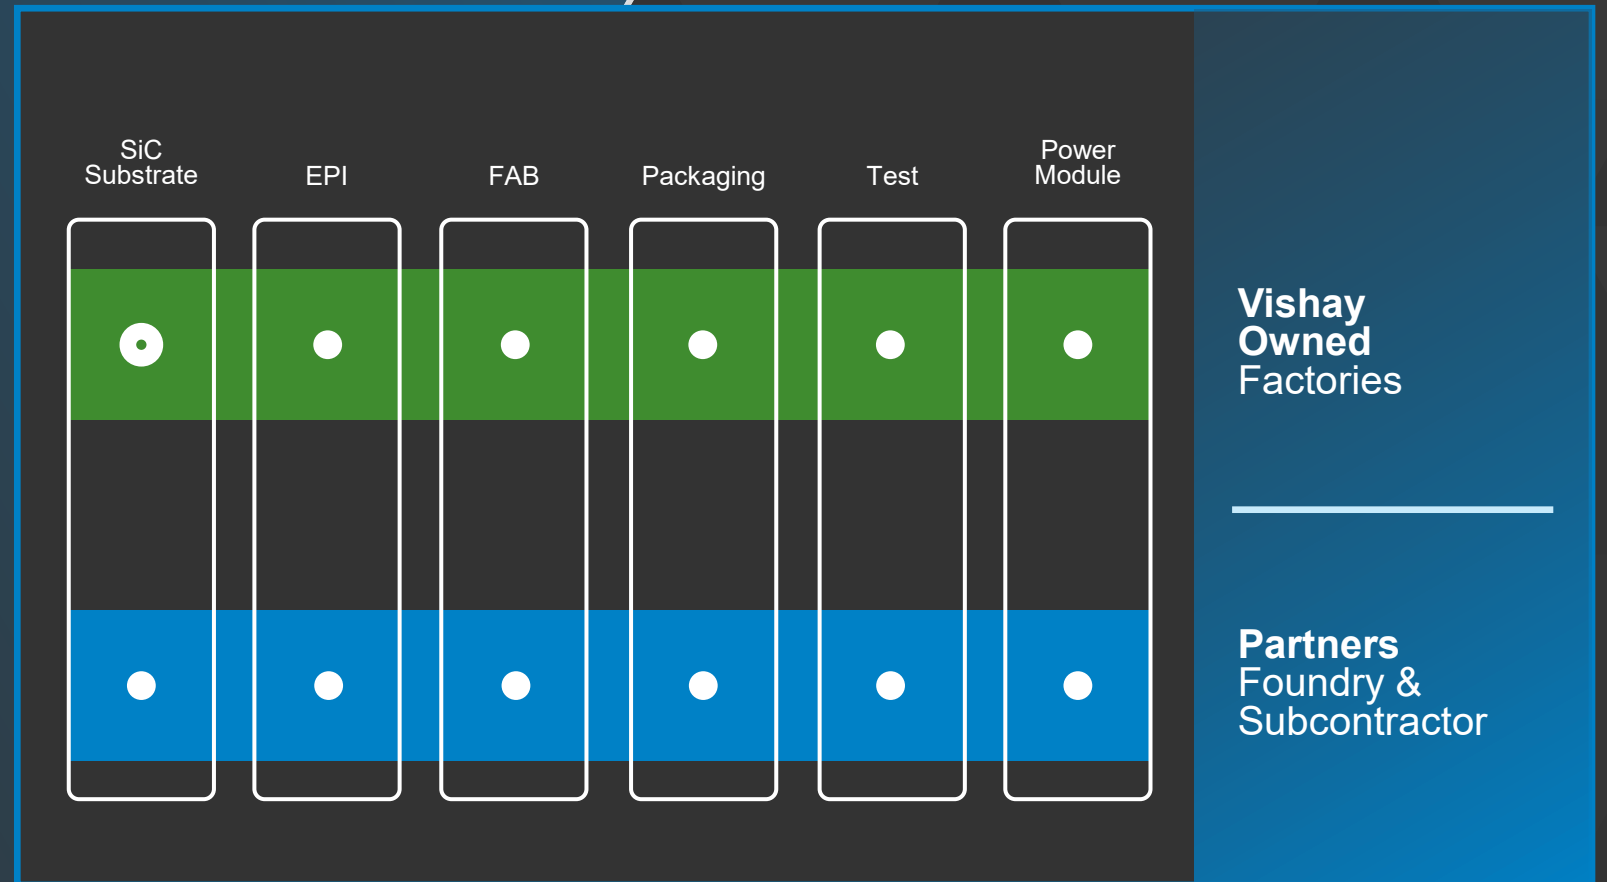 SiC
Substrate
EPI
FAB
Packaging
Test
Power
Module
Vishay
Owned
Factories
Partners
Foundry &
Subcontractor